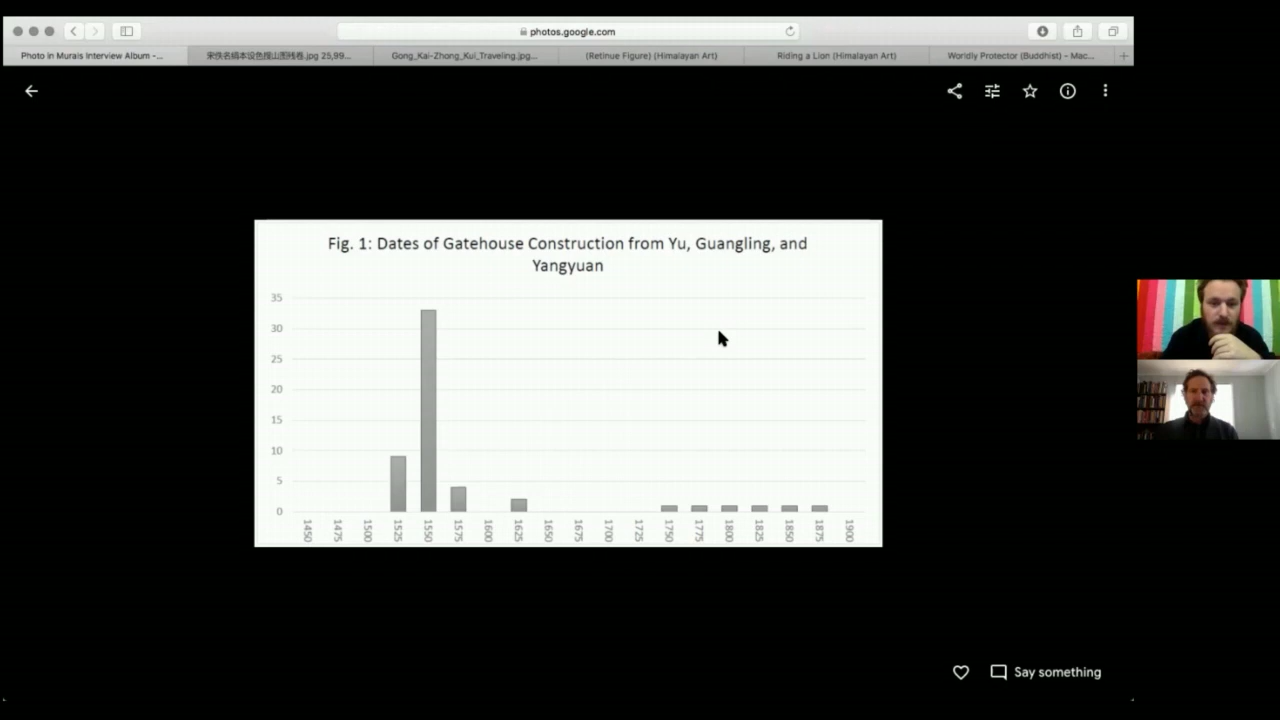 photos.google.com
Photo in Murals Interview Album -...
宋佚名绢本设色搜山图残卷.jpg 25,99...
Gong_Kai-Zhong_Kui_Traveling.jpg...
(Retinue Figure) (Himalayan Art)
Riding a Lion (Himalayan Art)
Worldly Protector (Buddhist) – Mac...
Fig. 1: Dates of Gatehouse Construction from Yu, Guangling, and
Yangyuan
35
30
25
20
15
10
5
0
1450
1475
1500
1525
1550
1575
1600
1625
1650
1675
1700
1725
1750
1775
1800
1825
1850
1875
1900
Say something